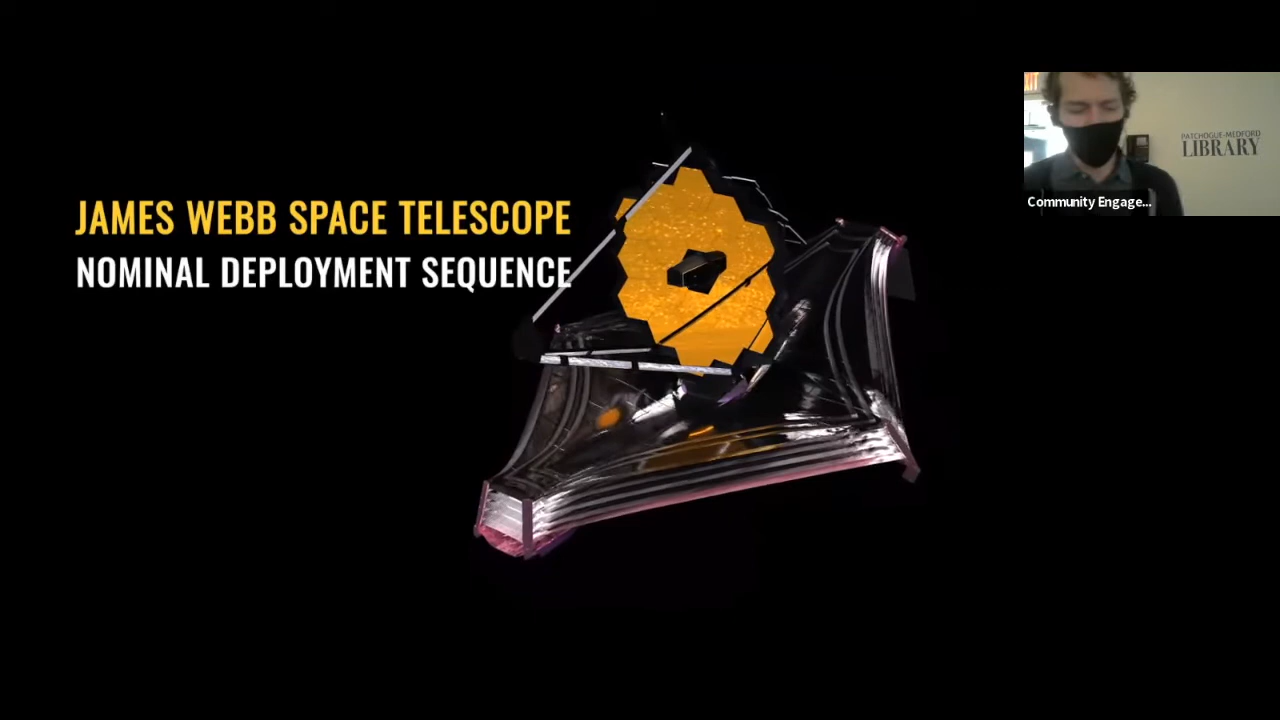 JAMES WEBB SPACE TELESCOPE
NOMINAL DEPLOYMENT SEQUENCE
PATCHOGUE-MEDFORD
LIBRARY
Community Engage...